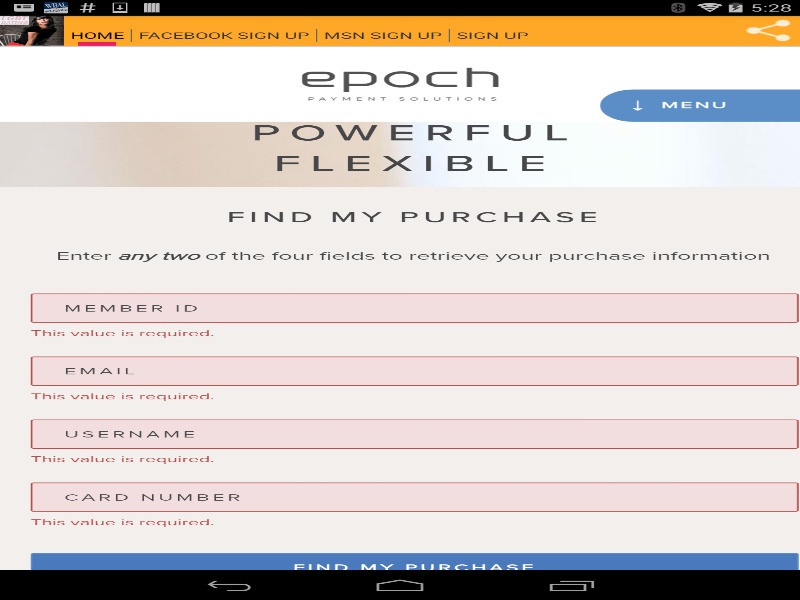 WBAL
5:28
LGBT
HOME | FACEBOOK SIGN UP | MSN SIGN UP | SIGN UP
epoch
PAYMENT SOLUTIONS
↓ MENU
POWERFUL
FLEXIBLE
FIND MY PURCHASE
Enter any two of the four fields to retrieve your purchase information
MEMBER ID
This value is required.
EMAIL
This value is required.
USERNAME
This value is required.
CARD NUMBER
This value is required.
FIND MY PURCHASE